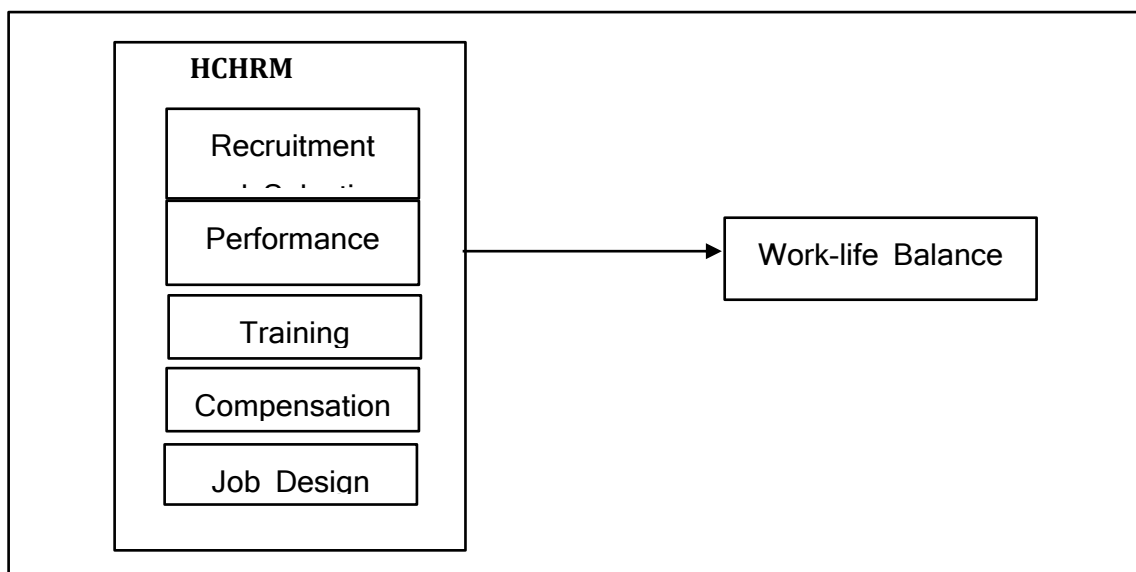 HCHRM
Recruitment
Performance
Training
Compensation
Job Design
Work-life Balance